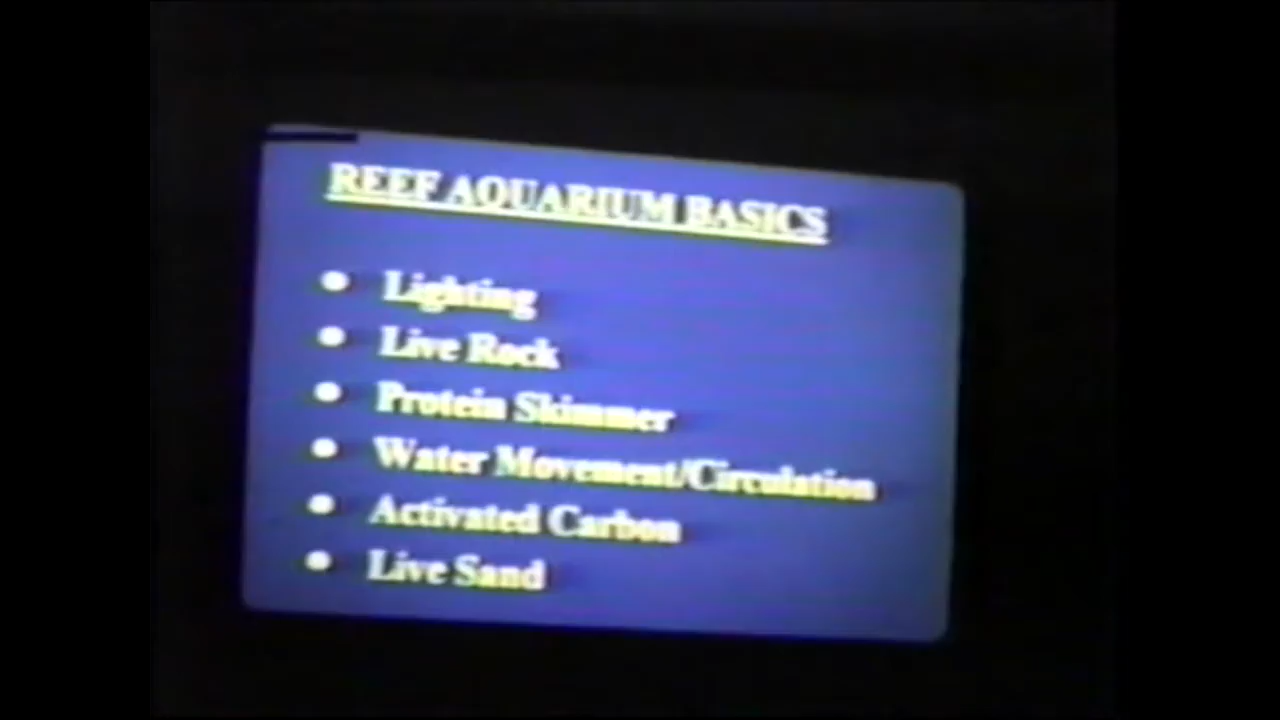 REEF AQUARIUM BASICS
• Lighting
• Live Rock
• Protein Skimmer
• Water Movement/Circulation
• Activated Carbon
• Live Sand